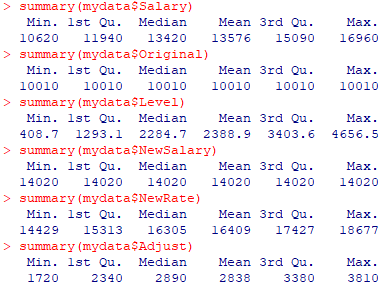 > summary(mydata$Salary)
Min. 1st Qu. Median Mean 3rd Qu. Max.
10620 11940 13420 13576 15090 16960
> summary(mydata$Original)
Min. 1st Qu. Median Mean 3rd Qu. Max.
10010 10010 10010 10010 10010 10010
> summary(mydata$Level)
Min. 1st Qu. Median Mean 3rd Qu. Max.
408.7 1293.1 2284.7 2388.9 3403.6 4656.5
> summary(mydata$NewSalary)
Min. 1st Qu. Median Mean 3rd Qu. Max.
14020 14020 14020 14020 14020 14020
> summary(mydata$NewRate)
Min. 1st Qu. Median Mean 3rd Qu. Max.
14429 15313 16305 16409 17427 18677
> summary(mydata$Adjust)
Min. 1st Qu. Median Mean 3rd Qu. Max.
1720 2340 2890 2838 3380 3810